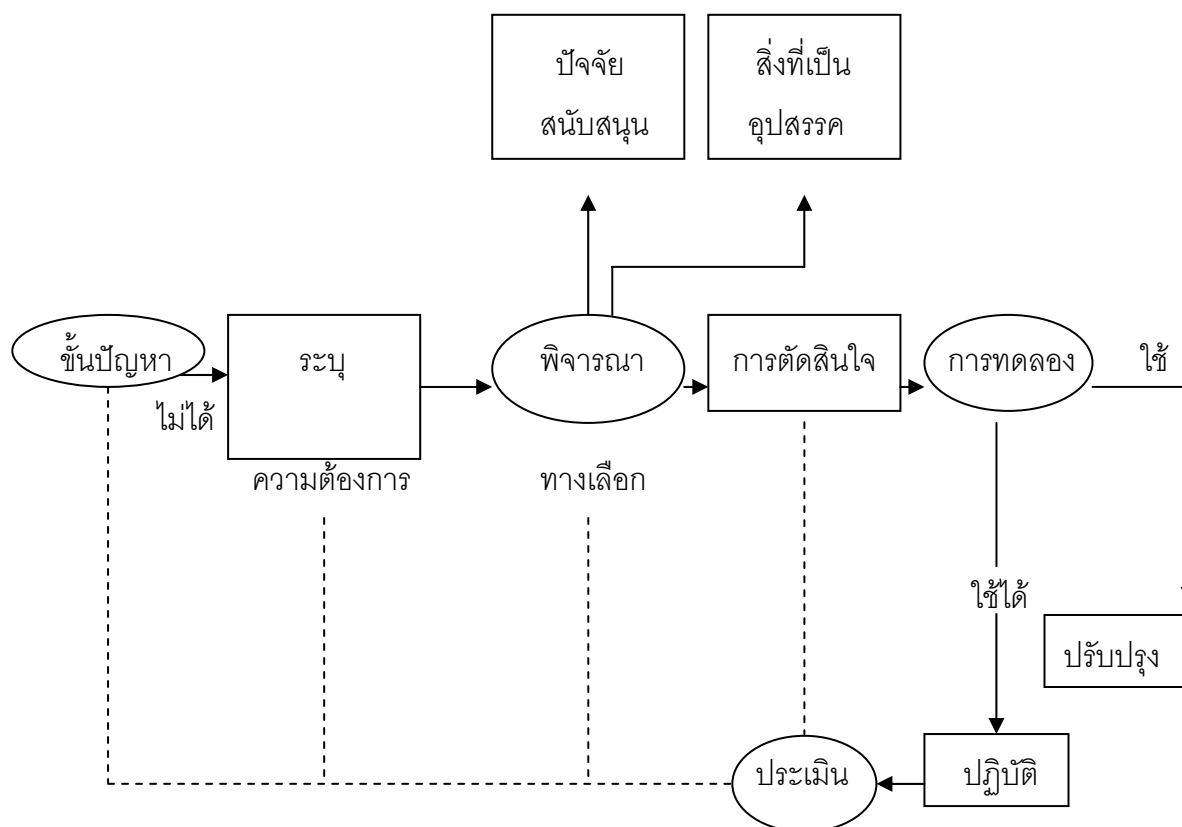 ปัจจัย
สนับสนุน
สิ่งที่เป็น
อุปสรรค
ขั้นปัญหา
ระบุ
พิจารณา
การตัดสินใจ
การทดลอง
ใช้
ไม่ได้
ความต้องการ
ทางเลือก
ใช้ได้
ปรับปรุง
ประเมิน
ปฏิบัติ